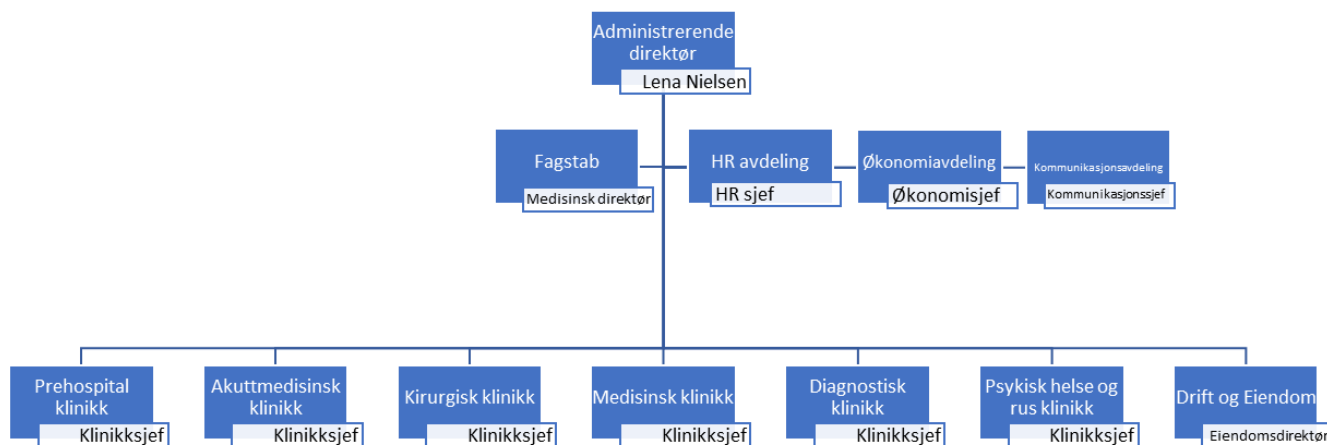 Administrerende
direktør
Lena Nielsen
Fagstab
Medisinsk direktør
HR avdeling
HR sjef
Økonomiavdeling
Økonomisjef
Kommunikasjonsavdeling
Kommunikasjonssjef
Prehospital
klinikk
Klinikksjef
Akuttmedisinsk
klinikk
Klinikksjef
Kirurgisk klinikk
Klinikksjef
Medisinsk klinikk
Klinikksjef
Diagnostisk
klinikk
Klinikksjef
Psykisk helse og
rus klinikk
Klinikksjef
Drift og Eiendom
Eiendomsdirektør